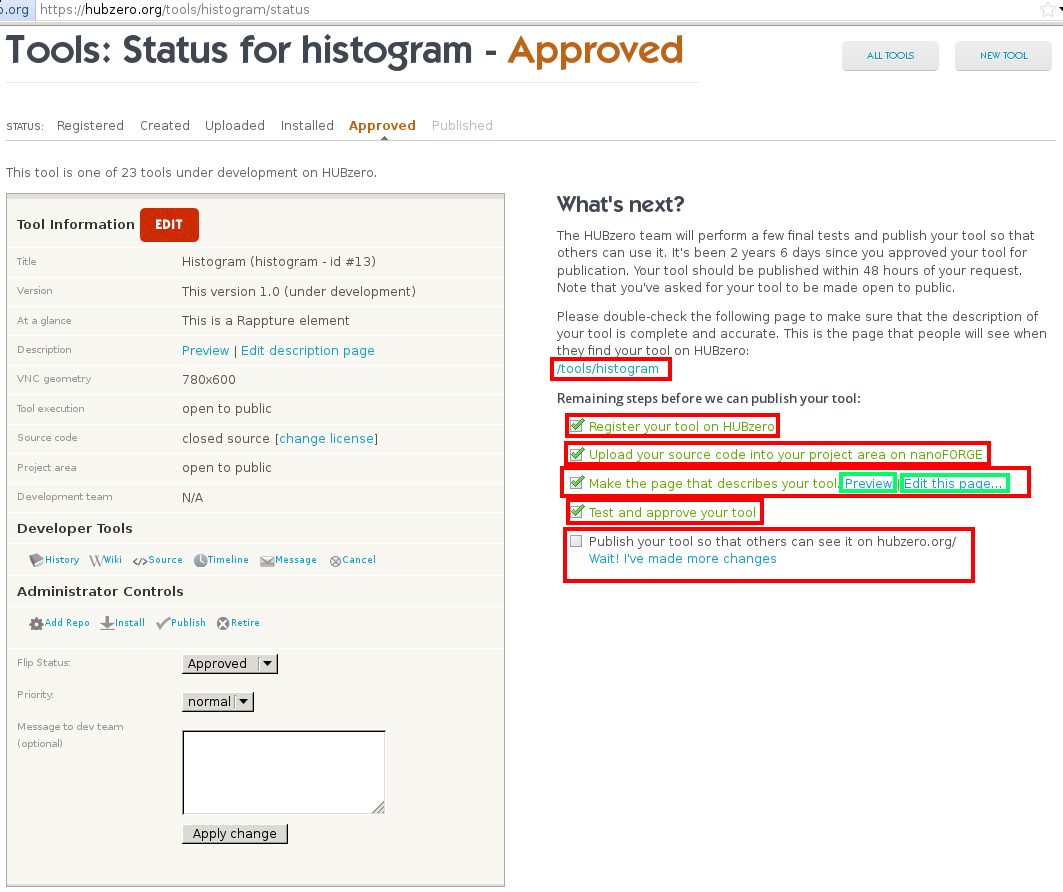 o.org https://hubzero.org/tools/histogram/status
Tools: Status for histogram - Approved
ALL TOOLS NEW TOOL
STATUS: Registered Created Uploaded Installed Approved Published
This tool is one of 23 tools under development on HUBzero.
Tool Information EDIT
Title Histogram (histogram - id #13)
Version This version 1.0 (under development)
At a glance This is a Rappture element
Description Preview | Edit description page
VNC geometry 780x600
Tool execution open to public
Source code closed source [change license]
Project area open to public
Development team N/A
Developer Tools
History Wiki Source Timeline Message Cancel
Administrator Controls
Add Repo Install Publish Retire
Flip Status: Approved
Priority: normal
Message to dev team
(optional)
Apply change
What's next?
The HUBzero team will perform a few final tests and publish your tool so that
others can use it. It's been 2 years 6 days since you approved your tool for
publication. Your tool should be published within 48 hours of your request.
Note that you've asked for your tool to be made open to public.
Please double-check the following page to make sure that the description of
your tool is complete and accurate. This is the page that people will see when
they find your tool on HUBzero:
/tools/histogram
Remaining steps before we can publish your tool:
Register your tool on HUBzero
Upload your source code into your project area on nanoFORGE
Make the page that describes your tool. Preview | Edit this page...
Test and approve your tool
Publish your tool so that others can see it on hubzero.org/
Wait! I've made more changes